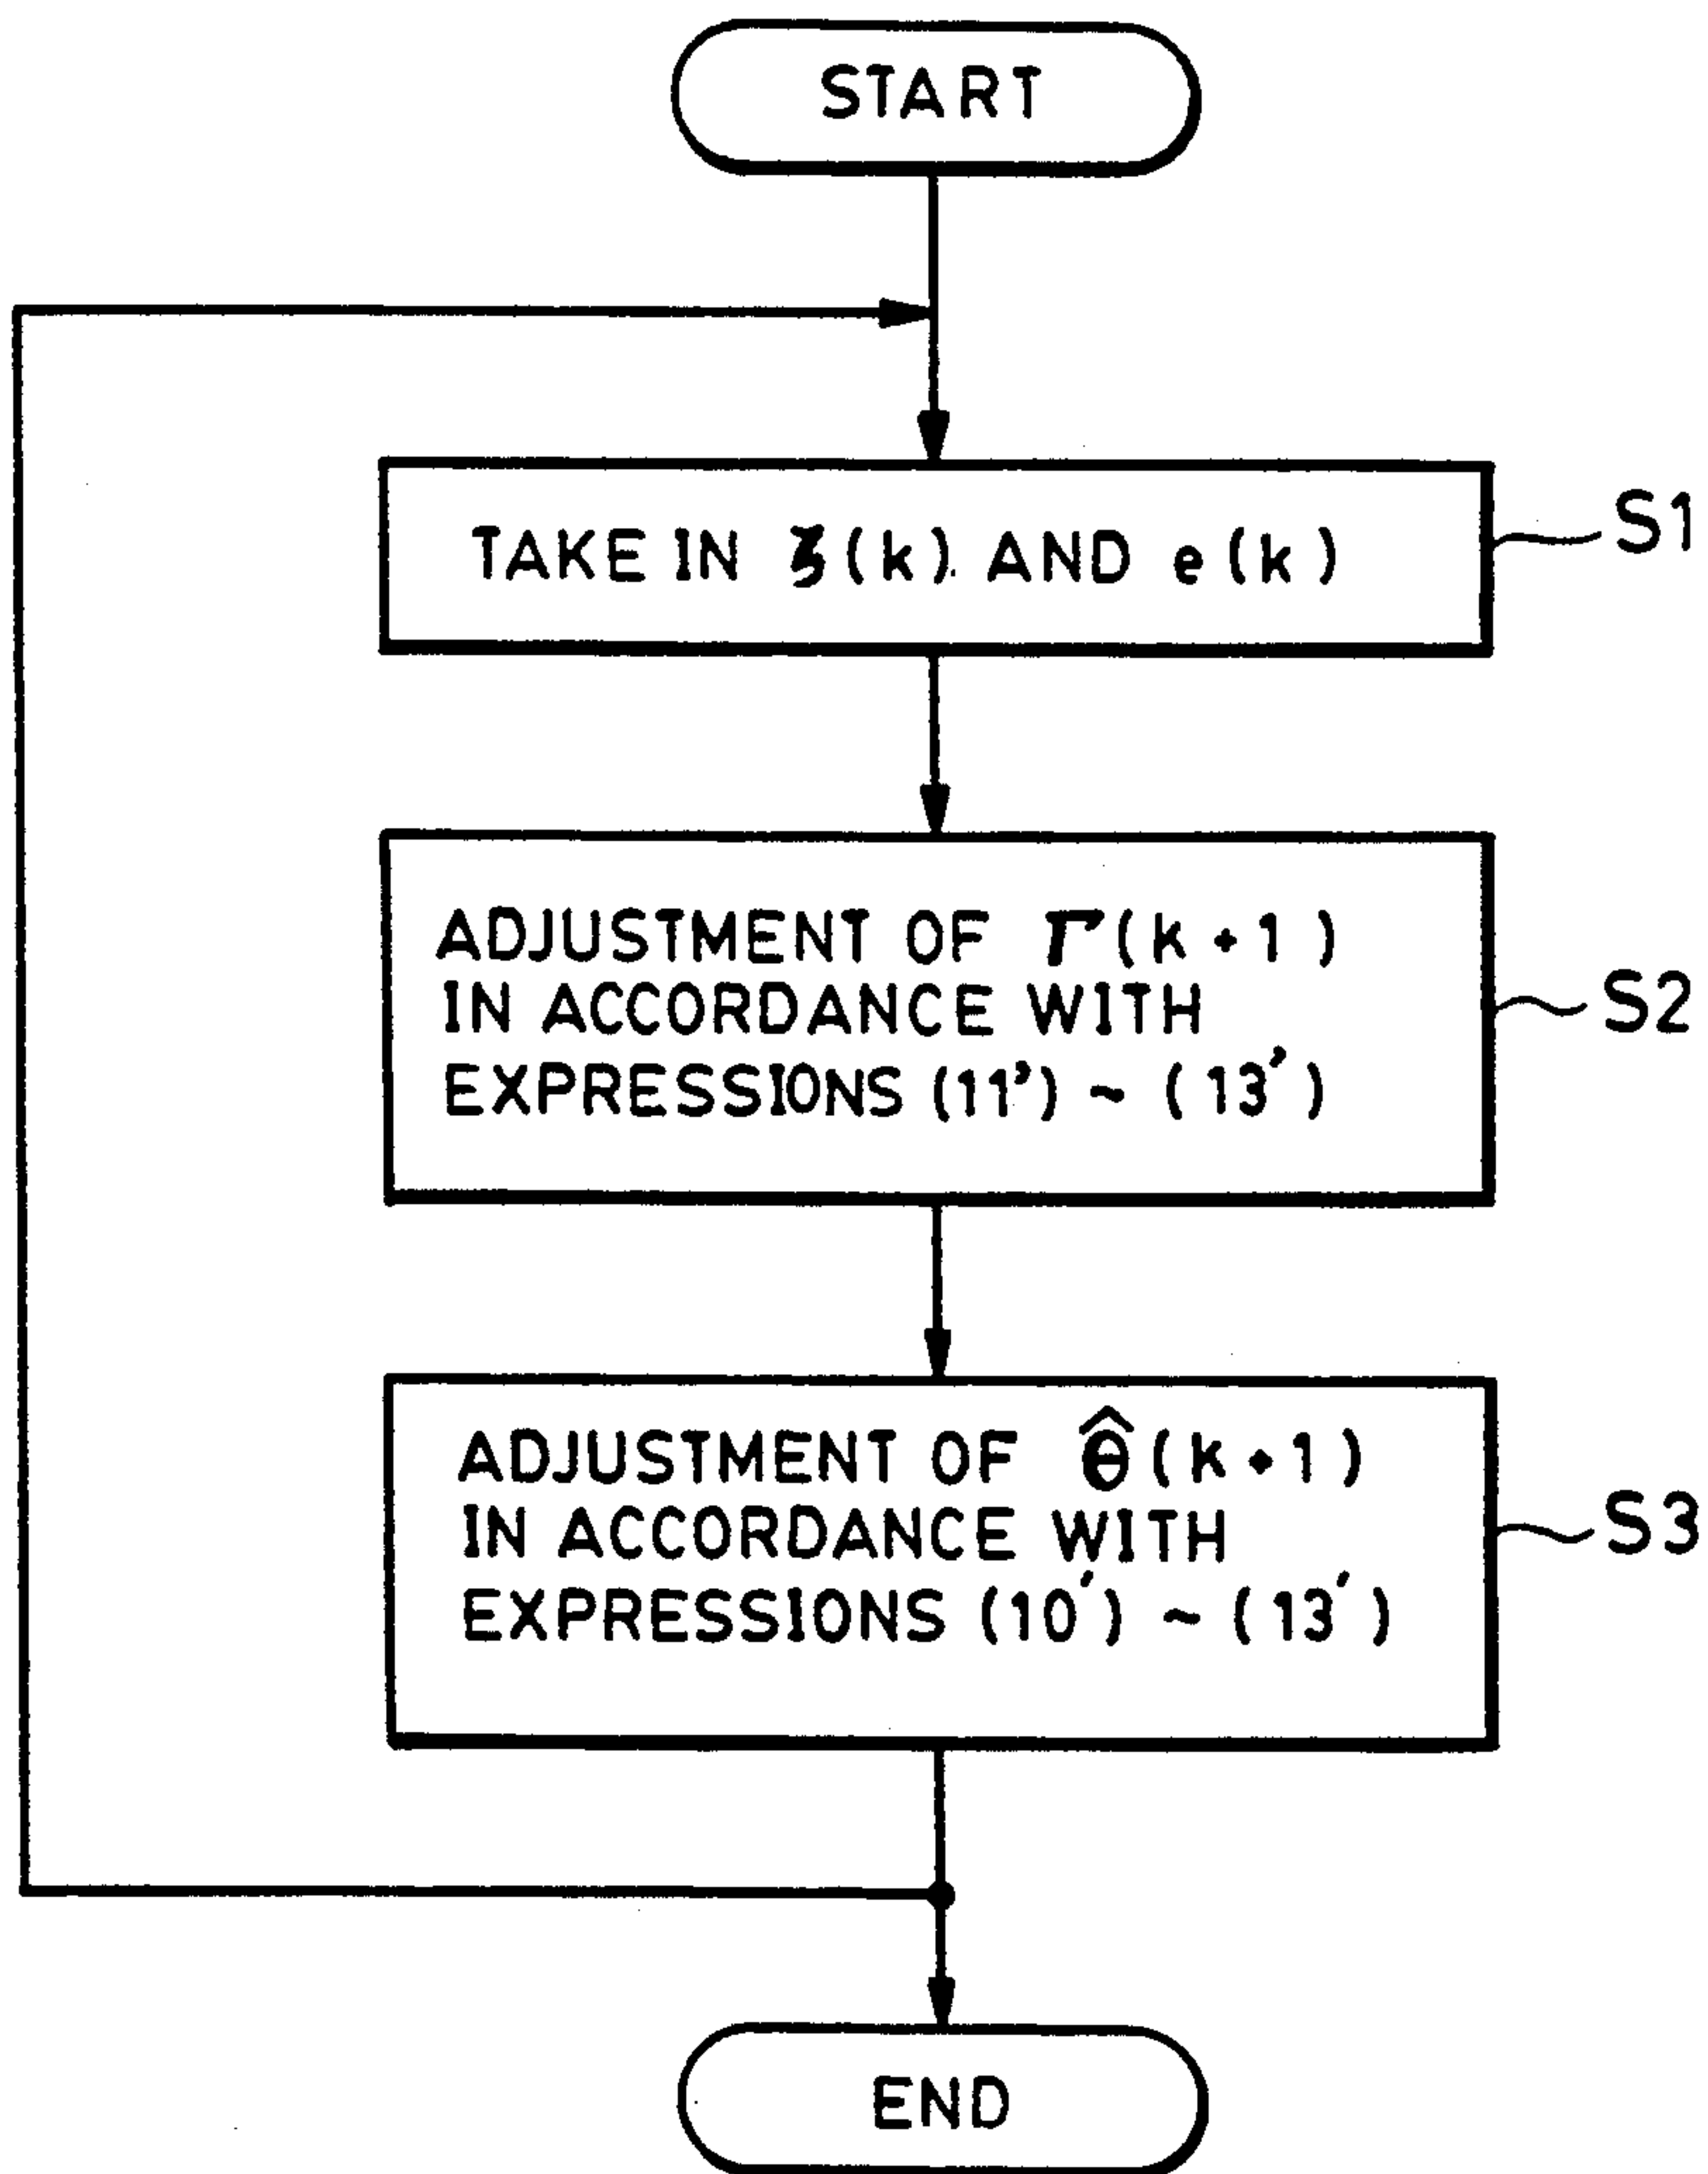 START
TAKE IN ζ(k). AND e(k)
S1
ADJUSTMENT OF Γ(k+1)
IN ACCORDANCE WITH
EXPRESSIONS (11') ~ (13')
S2
ADJUSTMENT OF θ̂(k+1)
IN ACCORDANCE WITH
EXPRESSIONS (10') ~ (13')
S3
END